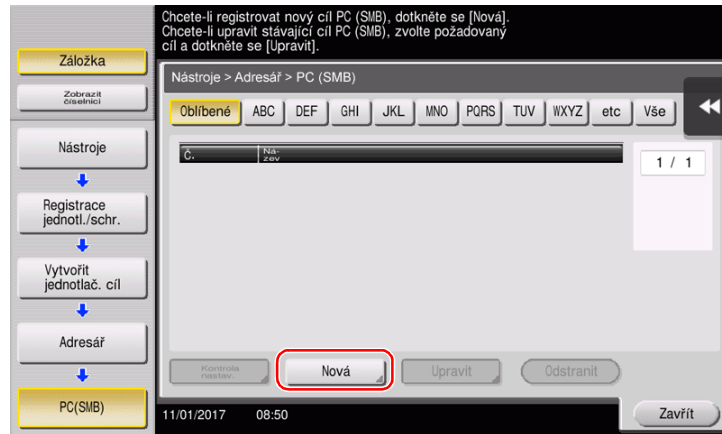 Chcete-li registrovat nový cíl PC (SMB), dotkněte se [Nová].
Chcete-li upravit stávající cíl PC (SMB), zvolte požadovaný
cíl a dotkněte se [Upravit].
Záložka
Zobrazit
číselníci
Nástroje
Registrace
jednotl./schr.
Vytvořit
jednotlač. cíl
Adresář
PC(SMB)
Nástroje > Adresář > PC (SMB)
Oblíbené ABC DEF GHI JKL MNO PQRS TUV WXYZ etc Vše
Č. Ná-
zev
1 / 1
Kontrola
nastav.
Nová
Upravit
Odstranit
11/01/2017 08:50
Zavřít